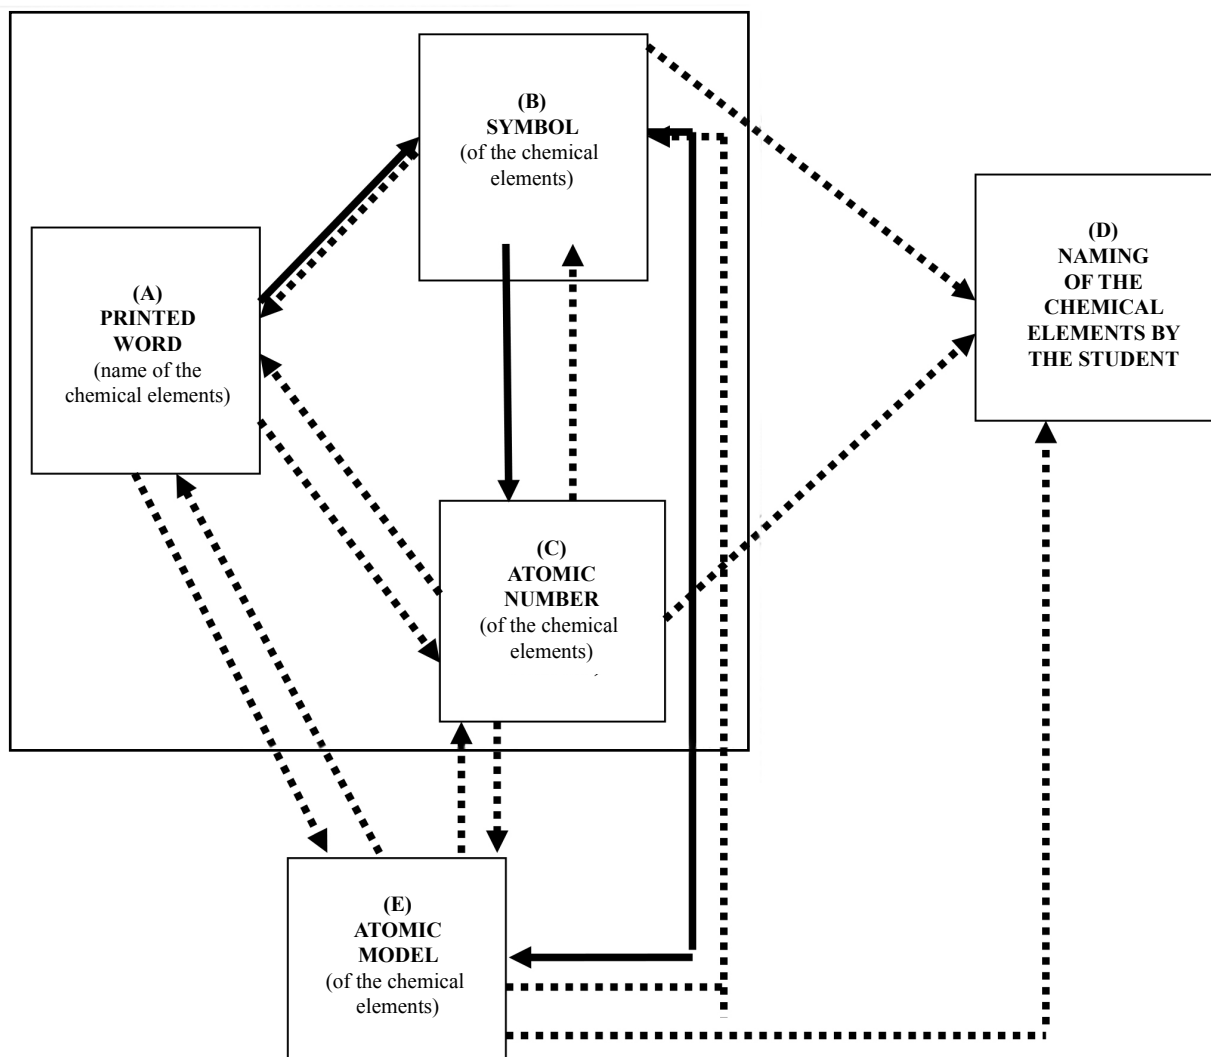 (B)
SYMBOL
(of the chemical
elements)
(A)
PRINTED
WORD
(name of the
chemical elements)
(D)
NAMING
OF THE
CHEMICAL
ELEMENTS BY
THE STUDENT
(C)
ATOMIC
NUMBER
(of the chemical
elements)
(E)
ATOMIC
MODEL
(of the chemical
elements)